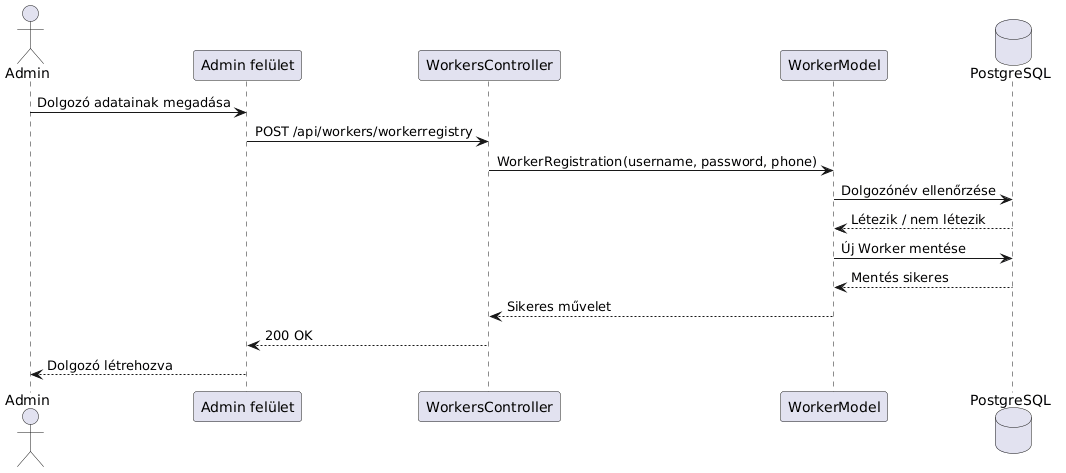 Admin
Admin felület
WorkersController
WorkerModel
PostgreSQL
Dolgozó adatainak megadása
POST /api/workers/workerregistry
WorkerRegistration(username, password, phone)
Dolgozónév ellenőrzése
Létezik / nem létezik
Új Worker mentése
Mentés sikeres
Sikeres művelet
200 OK
Dolgozó létrehozva
Admin
Admin felület
WorkersController
WorkerModel
PostgreSQL